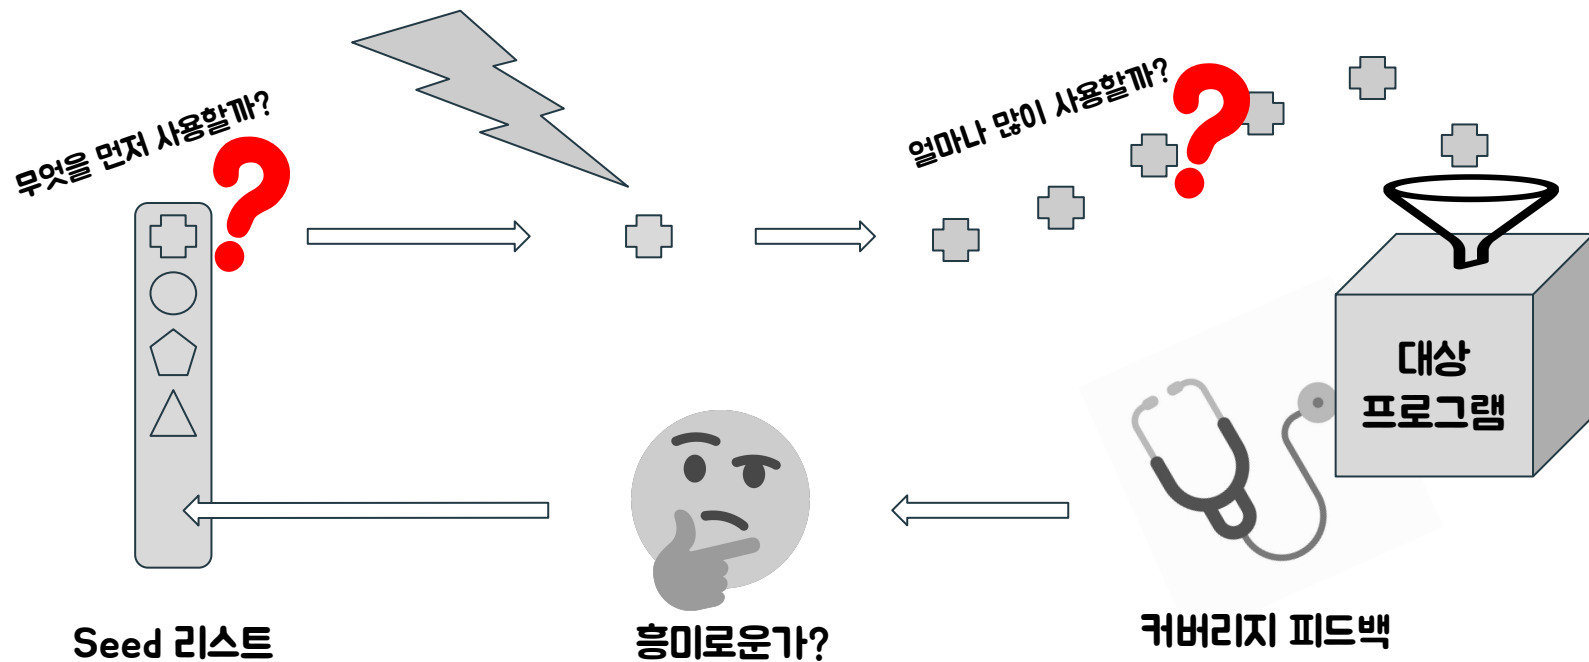 무엇을 먼저 사용할까?
얼마나 많이 사용할까?
대상
프로그램
Seed 리스트
흥미로운가?
커버리지 피드백